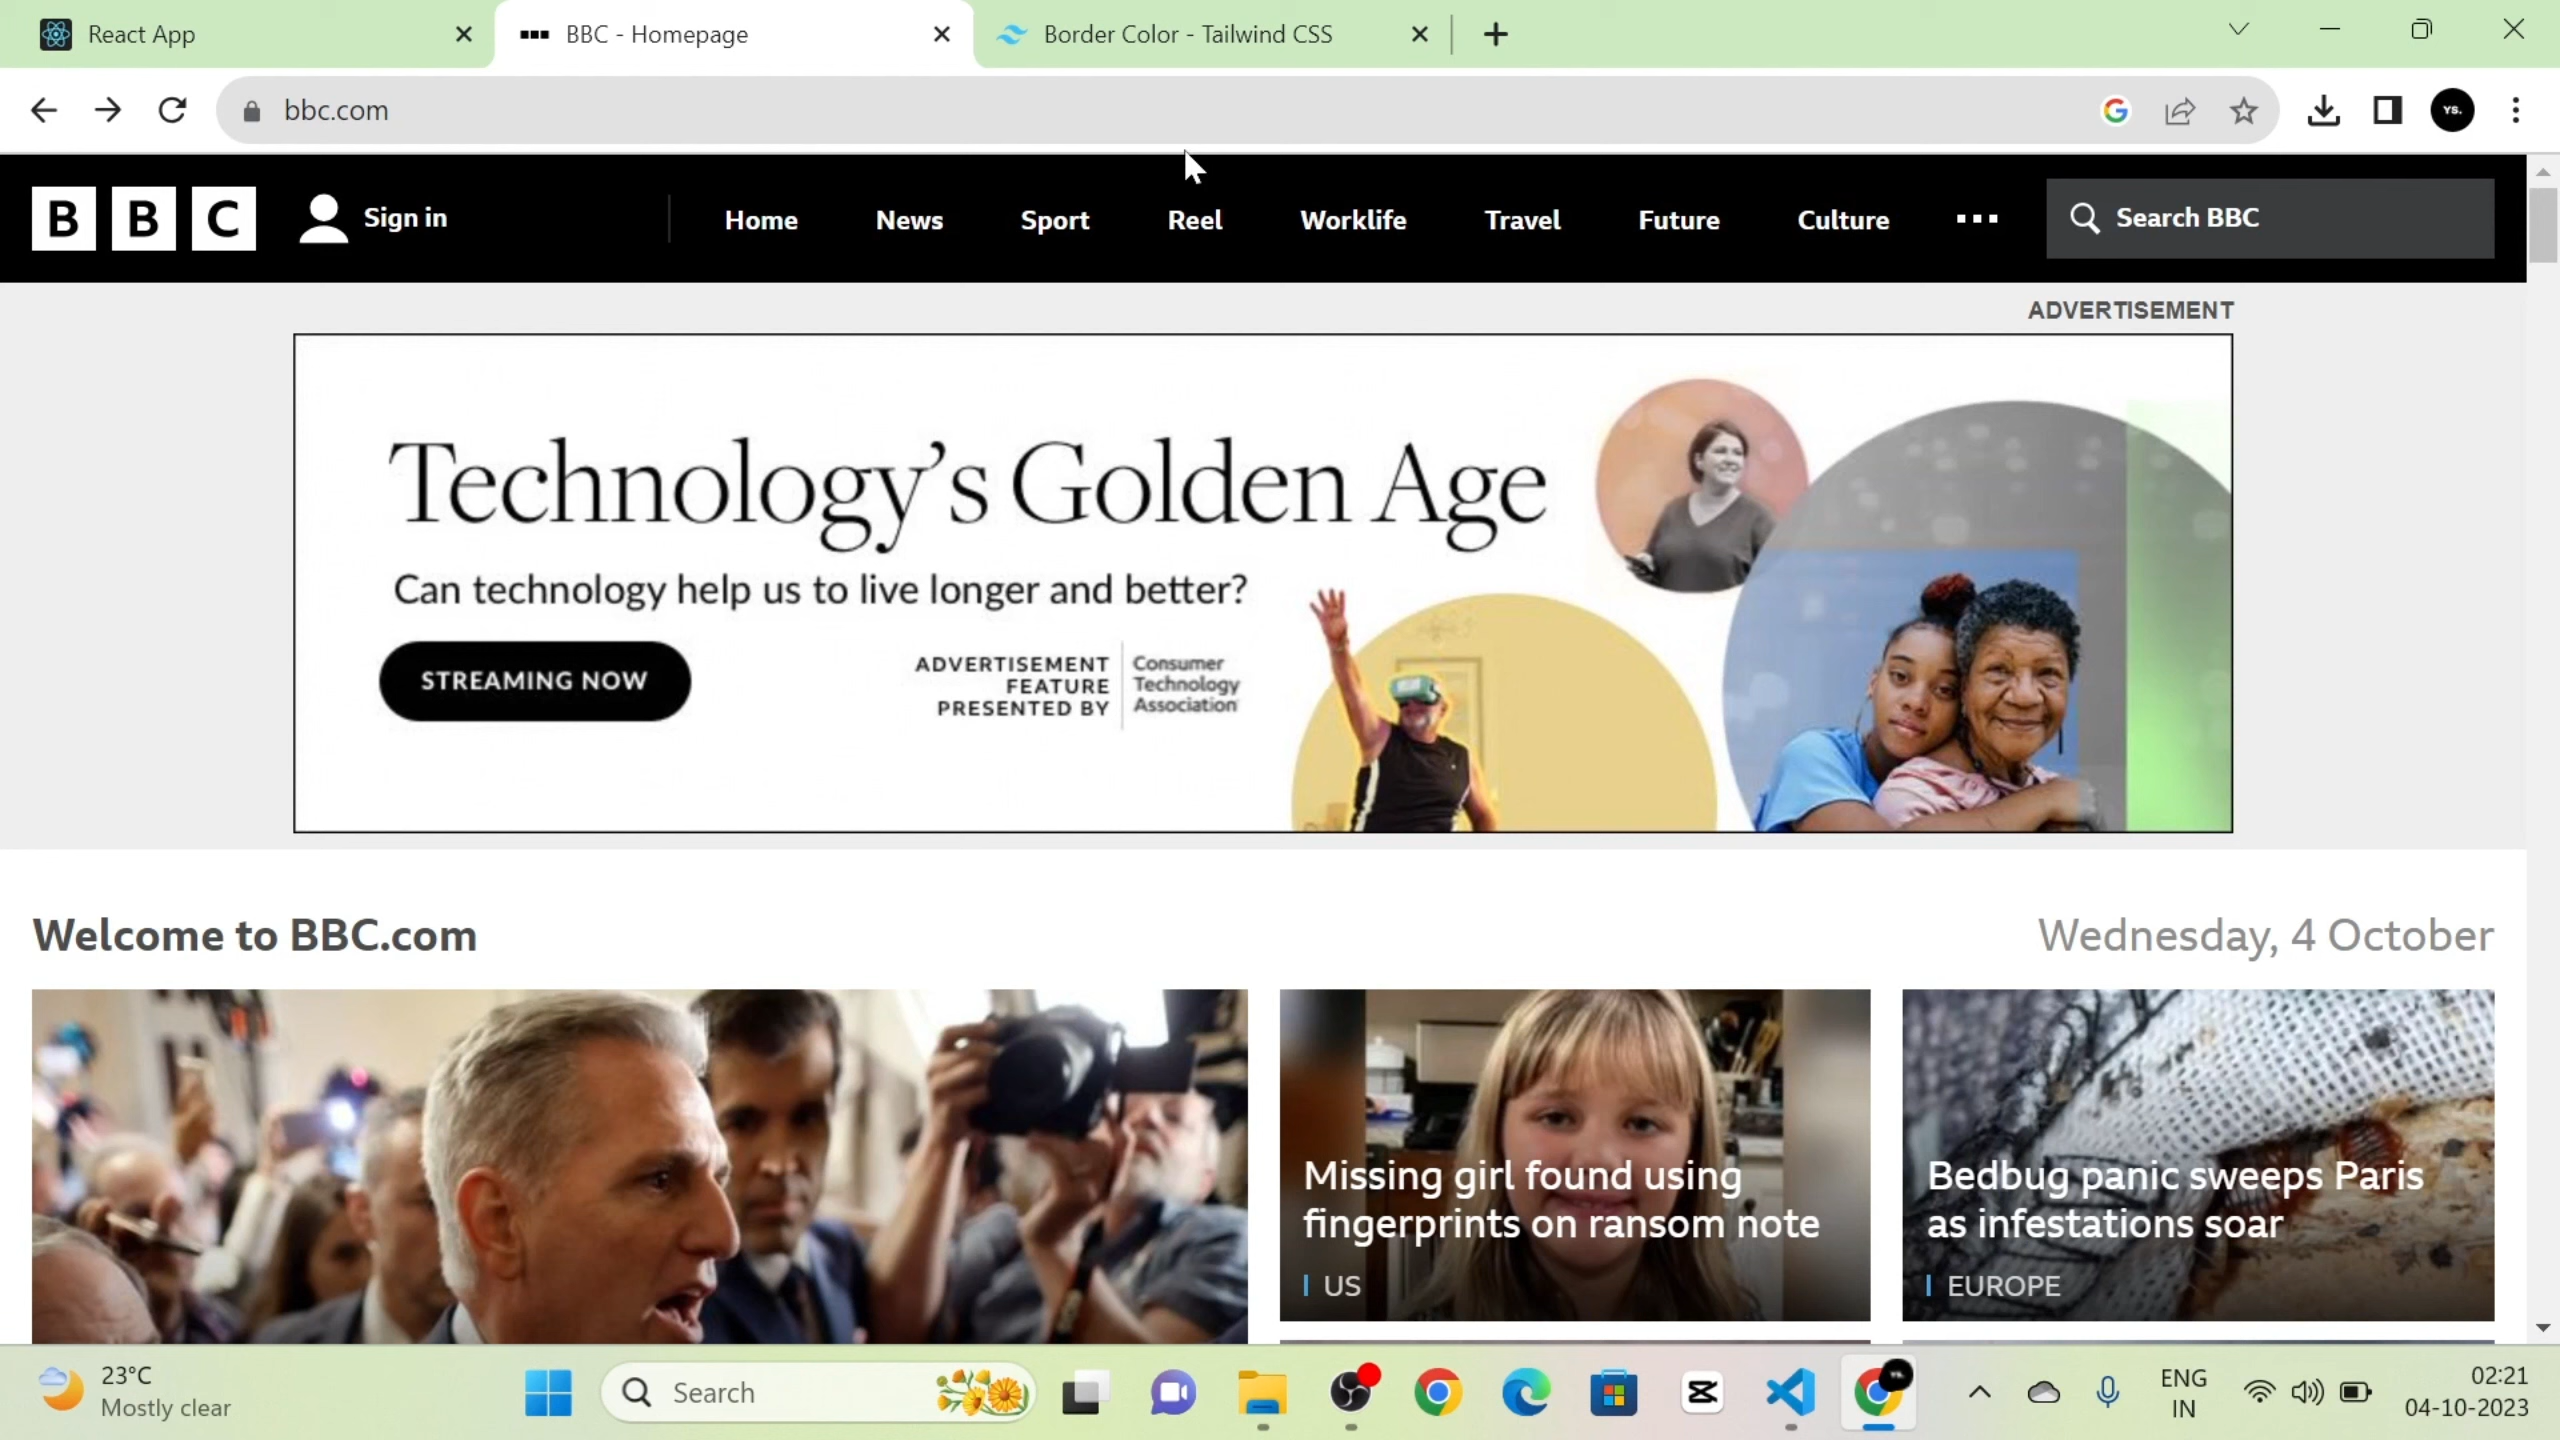 React App
BBC - Homepage
Border Color - Tailwind CSS
bbc.com
YS.
BBC
Sign in
Home
News
Sport
Reel
Worklife
Travel
Future
Culture
Search BBC
ADVERTISEMENT
Technology's Golden Age
Can technology help us to live longer and better?
STREAMING NOW
ADVERTISEMENT
FEATURE
PRESENTED BY
Consumer
Technology
Association
Welcome to BBC.com
Wednesday, 4 October
Missing girl found using
fingerprints on ransom note
US
Bedbug panic sweeps Paris
as infestations soar
EUROPE
23°C
Mostly clear
Search
ENG
IN
02:21
04-10-2023